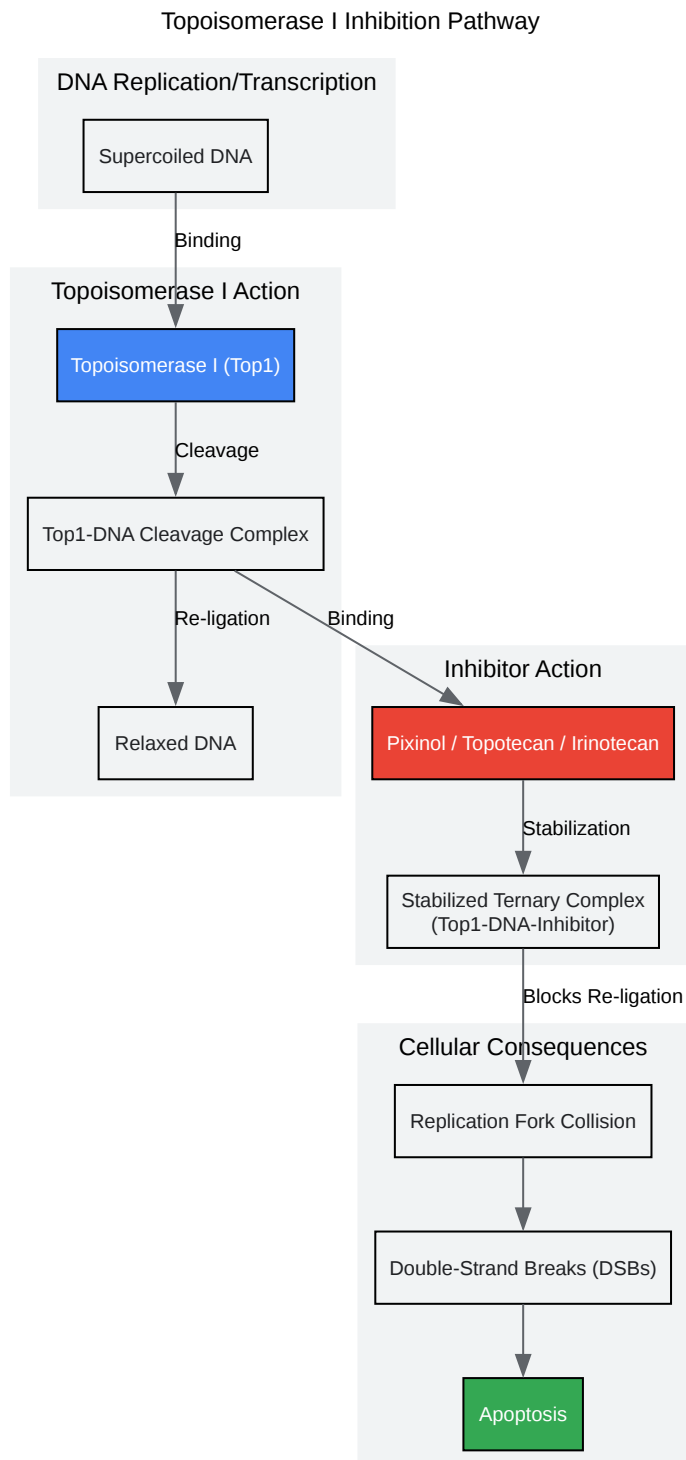 Topoisomerase I Inhibition Pathway
DNA Replication/Transcription
Supercoiled DNA
Binding
Topoisomerase I Action
Topoisomerase I (Top1)
Cleavage
Top1-DNA Cleavage Complex
Re-ligation
Binding
Relaxed DNA
Inhibitor Action
Pixinol / Topotecan / Irinotecan
Stabilization
Stabilized Ternary Complex
(Top1-DNA-Inhibitor)
Blocks Re-ligation
Cellular Consequences
Replication Fork Collision
Double-Strand Breaks (DSBs)
Apoptosis